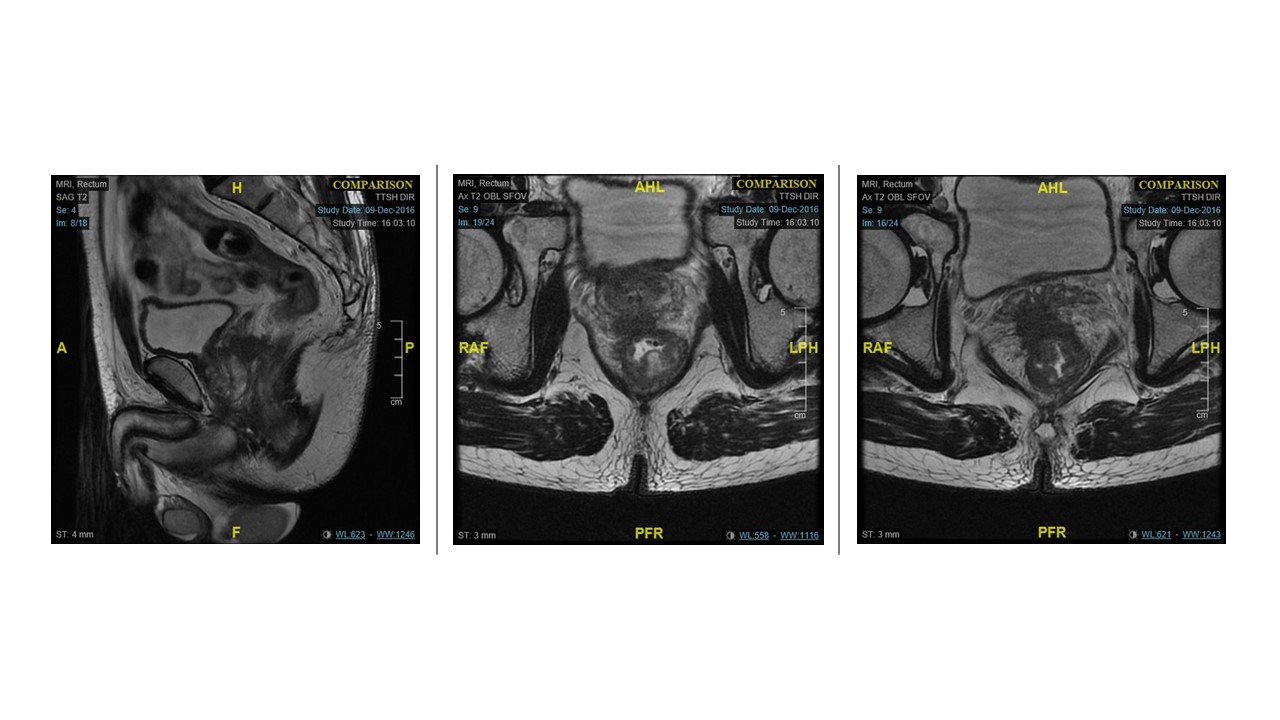 MRI, Rectum
SAG T2
Se: 4
Im: 8/18
H
COMPARISON
TTSH DIR
Study Date: 09-Dec-2016
Study Time: 16:03:10
A
5
P
cm
ST: 4 mm
F
WL:623 - WW:1246
MRI, Rectum
Ax T2 OBL SFOV
Se: 9
Im: 19/24
AHL
COMPARISON
TTSH DIR
Study Date: 09-Dec-2016
Study Time: 16:03:10
5
RAF
LPH
cm
ST: 3 mm
PFR
WL:558 - WW:1116
MRI, Rectum
Ax T2 OBL SFOV
Se: 9
Im: 16/24
AHL
COMPARISON
TTSH DIR
Study Date: 09-Dec-2016
Study Time: 16:03:10
5
RAF
LPH
cm
ST: 3 mm
PFR
WL:621 - WW:1243